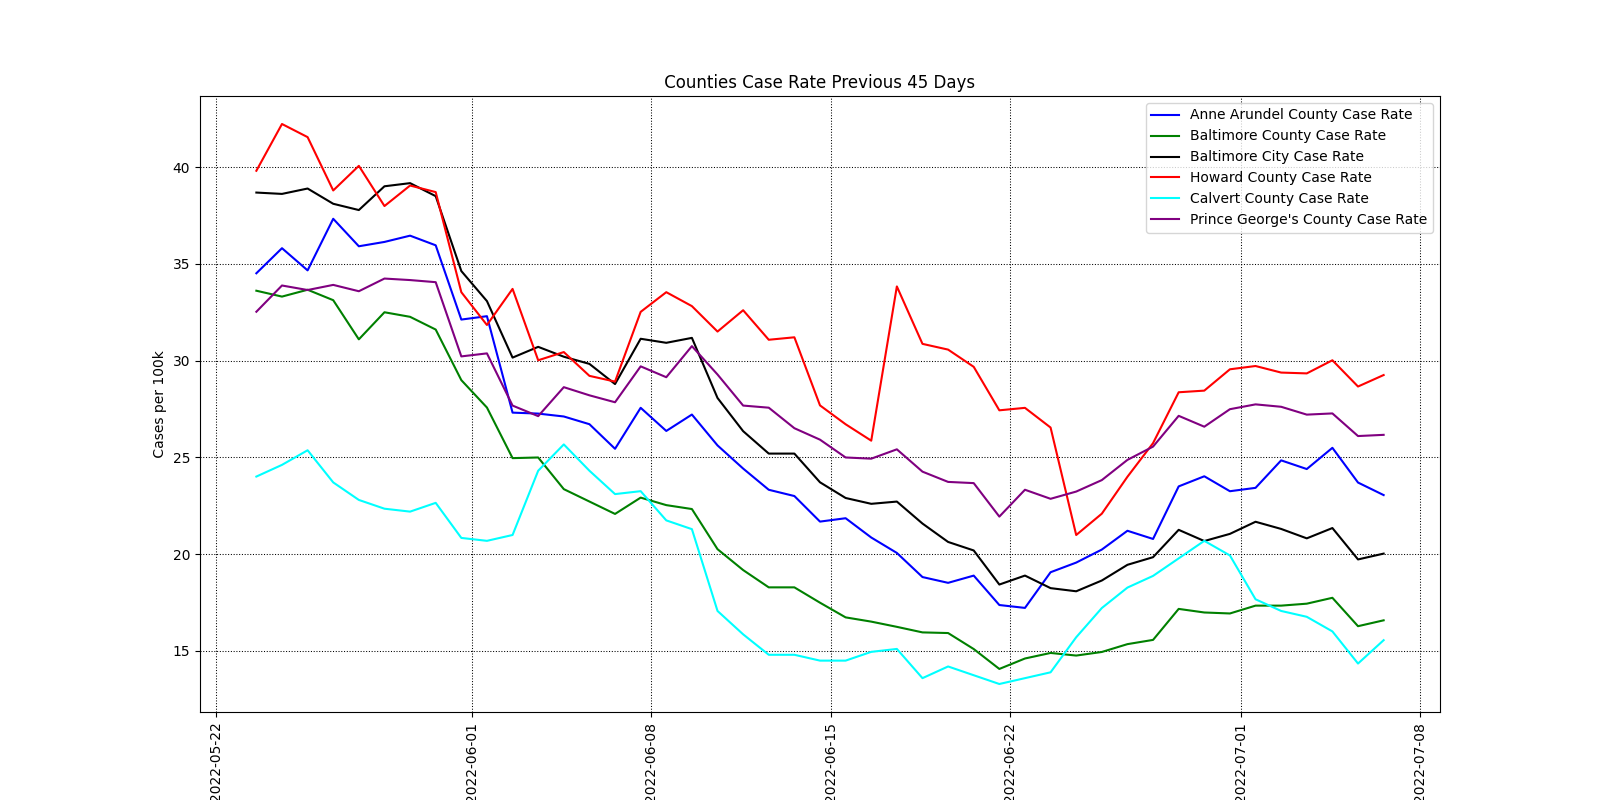 Counties Case Rate Previous 45 Days
Anne Arundel County Case Rate
Baltimore County Case Rate
Baltimore City Case Rate
Howard County Case Rate
Calvert County Case Rate
Prince George's County Case Rate
Cases per 100k
40
35
30
25
20
15
2022-05-22
2022-06-01
2022-06-08
2022-06-15
2022-06-22
2022-07-01
2022-07-08